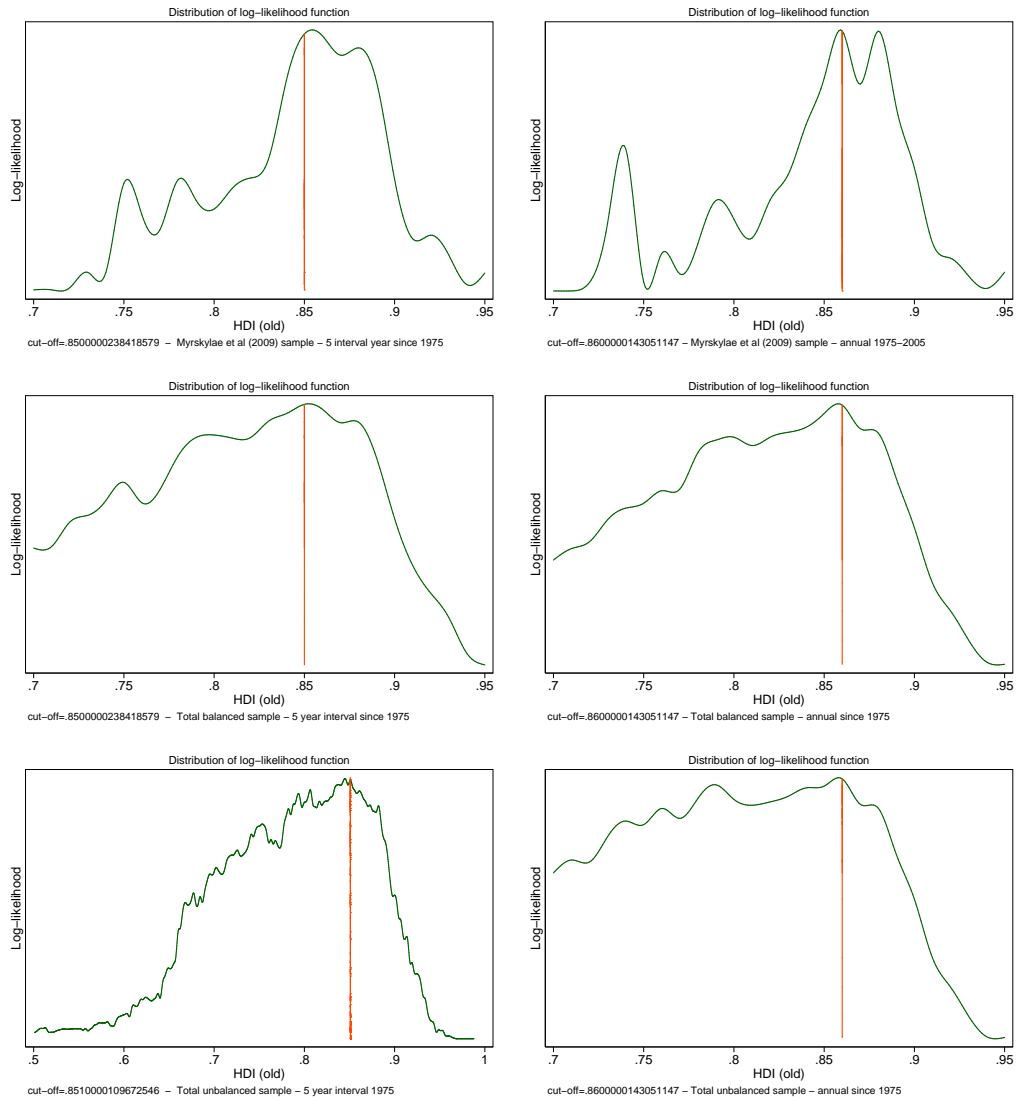 Distribution of log−likelihood function
Log−likelihood
.7 .75 .8 .85 .9 .95
HDI (old)
cut−off=.8500000238418579 − Myrskylae et al (2009) sample − 5 interval year since 1975
Distribution of log−likelihood function
Log−likelihood
.7 .75 .8 .85 .9 .95
HDI (old)
cut−off=.8600000143051147 − Myrskylae et al (2009) sample − annual 1975−2005
Distribution of log−likelihood function
Log−likelihood
.7 .75 .8 .85 .9 .95
HDI (old)
cut−off=.8500000238418579 − Total balanced sample − 5 year interval since 1975
Distribution of log−likelihood function
Log−likelihood
.7 .75 .8 .85 .9 .95
HDI (old)
cut−off=.8600000143051147 − Total balanced sample − annual since 1975
Distribution of log−likelihood function
Log−likelihood
.5 .6 .7 .8 .9 1
HDI (old)
cut−off=.8510000109672546 − Total unbalanced sample − 5 year interval 1975
Distribution of log−likelihood function
Log−likelihood
.7 .75 .8 .85 .9 .95
HDI (old)
cut−off=.8600000143051147 − Total unbalanced sample − annual since 1975